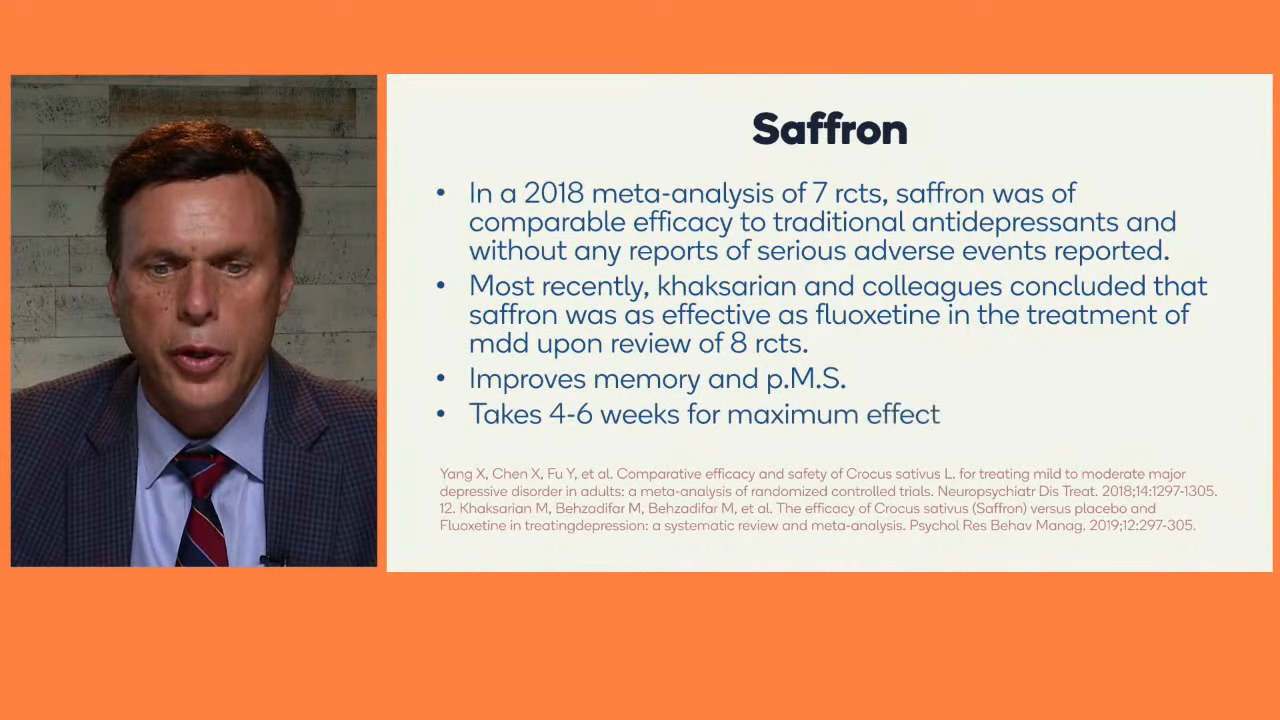 Saffron
• In a 2018 meta-analysis of 7 rcts, saffron was of
comparable efficacy to traditional antidepressants and
without any reports of serious adverse events reported.
• Most recently, khaksarian and colleagues concluded that
saffron was as effective as fluoxetine in the treatment of
mdd upon review of 8 rcts.
• Improves memory and p.M.S.
• Takes 4-6 weeks for maximum effect
Yang X, Chen X, Fu Y, et al. Comparative efficacy and safety of Crocus sativus L. for treating mild to moderate major
depressive disorder in adults: a meta-analysis of randomized controlled trials. Neuropsychiatr Dis Treat. 2018;14:1297-1305.
12. Khaksarian M, Behzadifar M, Behzadifar M, et al. The efficacy of Crocus sativus (Saffron) versus placebo and
Fluoxetine in treatingdepression: a systematic review and meta-analysis. Psychol Res Behav Manag. 2019;12:297-305.